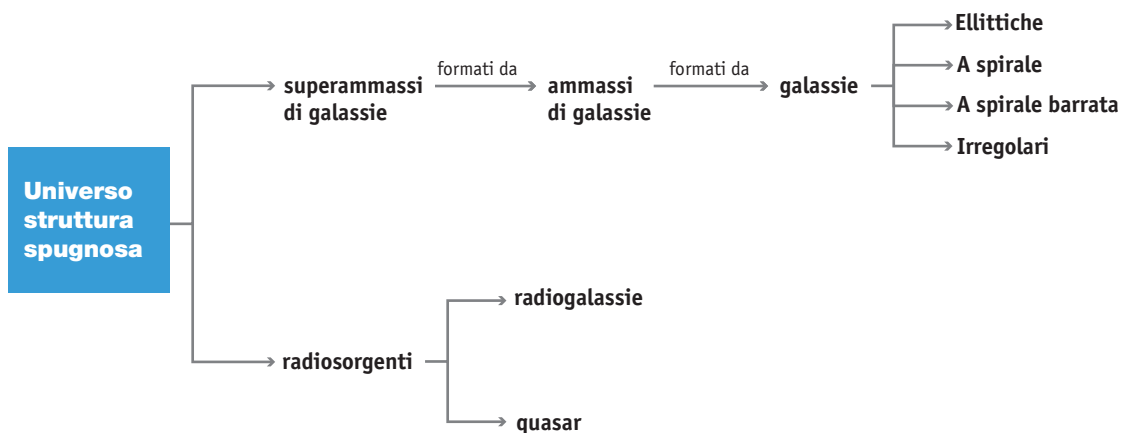 Universo
struttura
spugnosa
superammassi
di galassie
formati da
ammassi
di galassie
formati da
galassie
Ellittiche
A spirale
A spirale barrata
Irregolari
radiosorgenti
radiogalassie
quasar